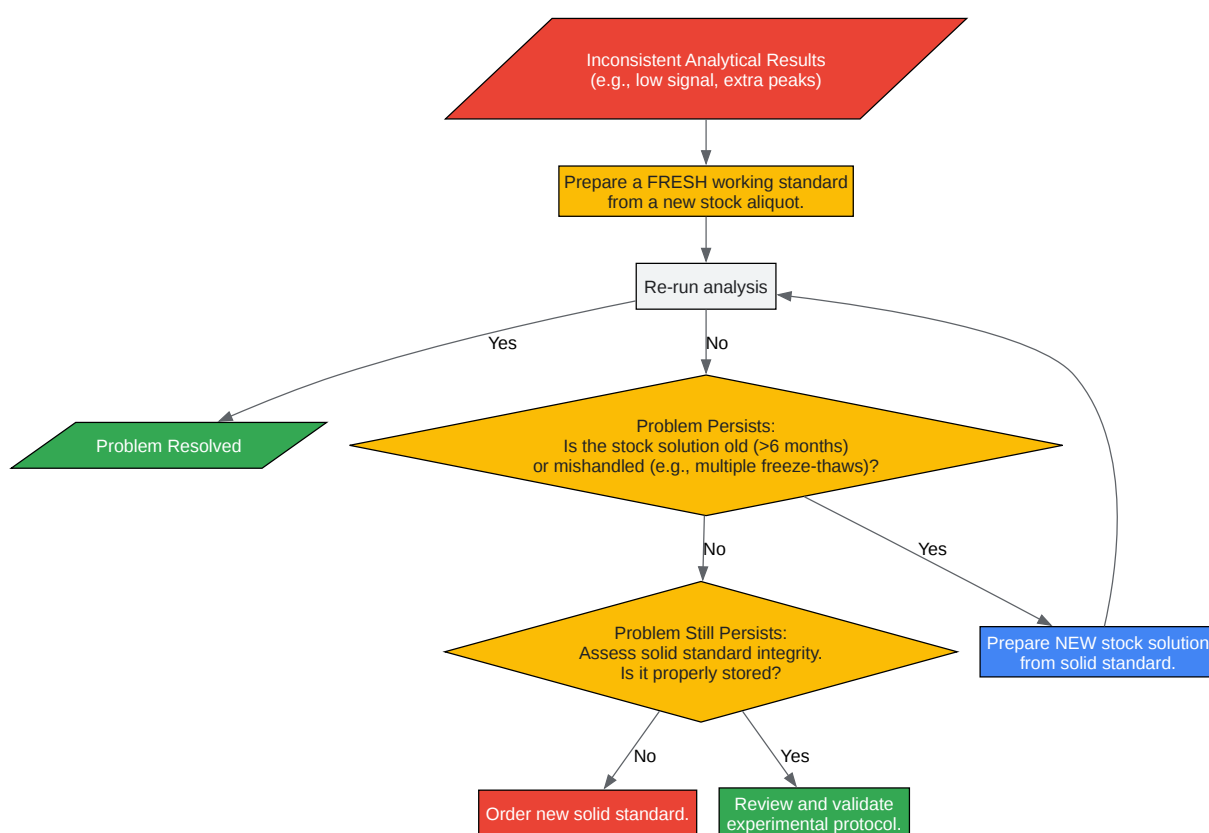 Inconsistent Analytical Results
(e.g., low signal, extra peaks)
Prepare a FRESH working standard
from a new stock aliquot.
Re-run analysis
Yes
No
Problem Resolved
Problem Persists:
Is the stock solution old (>6 months)
or mishandled (e.g., multiple freeze-thaws)?
No
Yes
Problem Still Persists:
Assess solid standard integrity.
Is it properly stored?
Prepare NEW stock solution
from solid standard.
No
Yes
Order new solid standard.
Review and validate
experimental protocol.